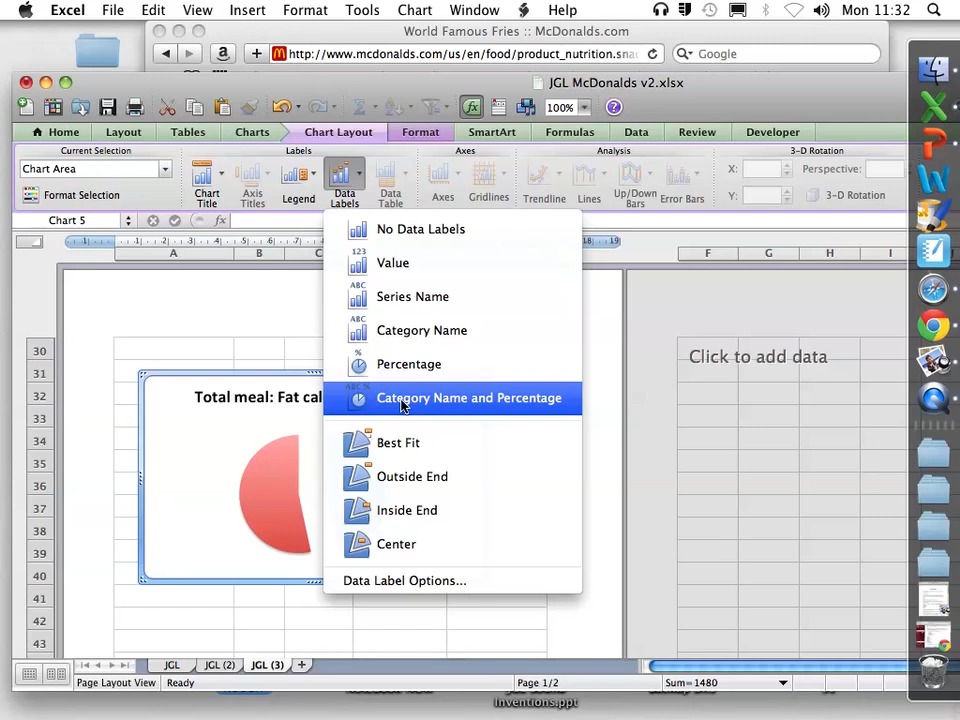 Excel File Edit View Insert Format Tools Chart Window Help Mon 11:32
World Famous Fries :: McDonalds.com
http://www.mcdonalds.com/us/en/food/product_nutrition.sna Google
JGL McDonalds v2.xlsx
100%
Home Layout Tables Charts Chart Layout Format SmartArt Formulas Data Review Developer
Current Selection Labels Axes Analysis 3-D Rotation
Chart Area
Format Selection
Chart Title
Axis Titles
Legend
Data Labels
Data Table
Axes
Gridlines
Trendline
Lines
Up/Down Bars
Error Bars
X: Perspective:
Y: 3-D Rotation
Chart 5 fx
A B C F G H I
No Data Labels
123 Value
ABC Series Name
ABC Category Name
% Percentage
ABC % Category Name and Percentage
Best Fit
Outside End
Inside End
Center
Data Label Options...
30
31
32
33
34
35
36
37
38
39
40
41
42
43
Total meal: Fat cal
Click to add data
JGL JGL (2) JGL (3)
Page Layout View Ready Page 1/2 Sum=1480
inventions.ppt